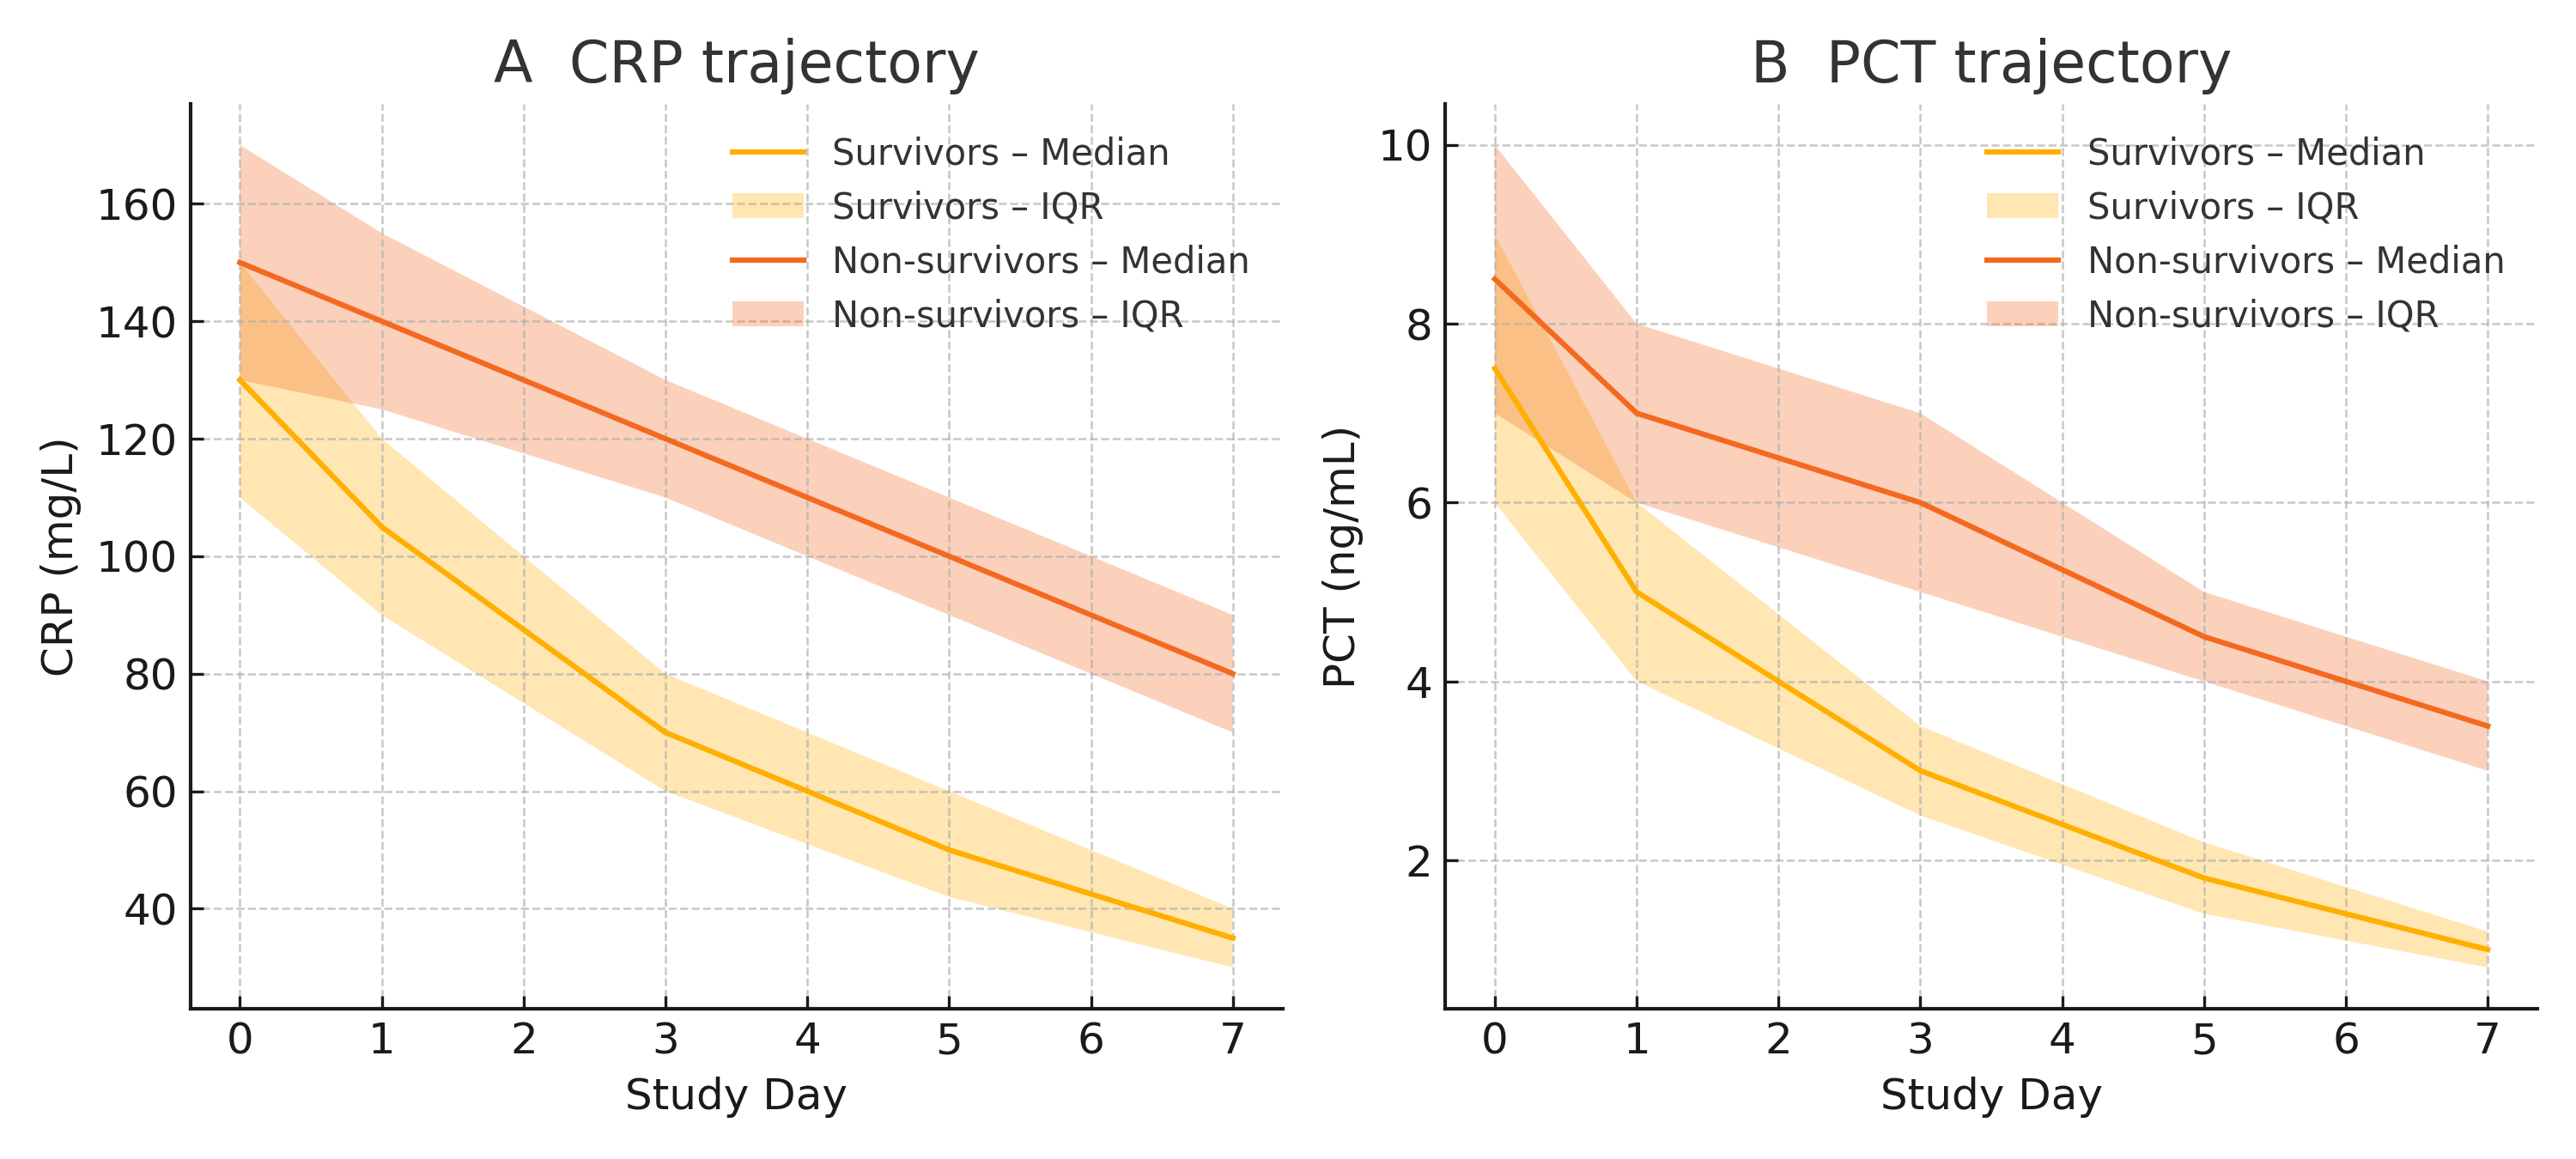 A  CRP trajectory
CRP (mg/L)
160
140
120
100
80
60
40
Survivors – Median
Survivors – IQR
Non-survivors – Median
Non-survivors – IQR
0 1 2 3 4 5 6 7
Study Day
B  PCT trajectory
PCT (ng/mL)
10
8
6
4
2
Survivors – Median
Survivors – IQR
Non-survivors – Median
Non-survivors – IQR
0 1 2 3 4 5 6 7
Study Day